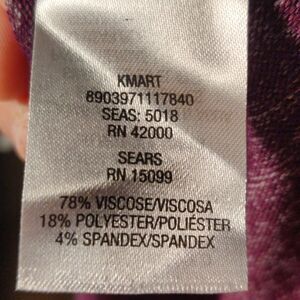 KMART
8903971117840
SEAS: 5018
RN 42000
SEARS
RN 15099
78% VISCOSE/VISCOSA
18% POLYESTER/POLIÉSTER
4% SPANDEX/SPANDEX